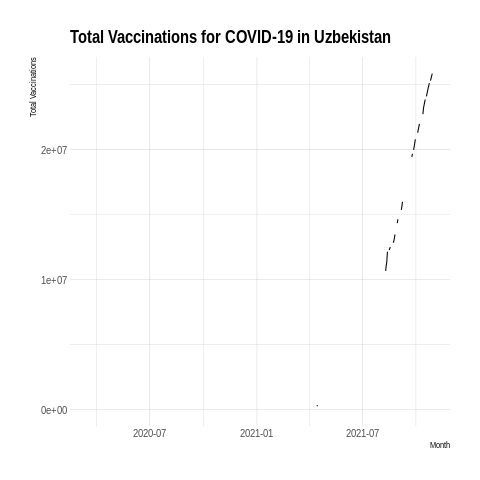 Total Vaccinations for COVID-19 in Uzbekistan
Total Vaccinations
2e+07
1e+07
0e+00
2020-07
2021-01
2021-07
Month